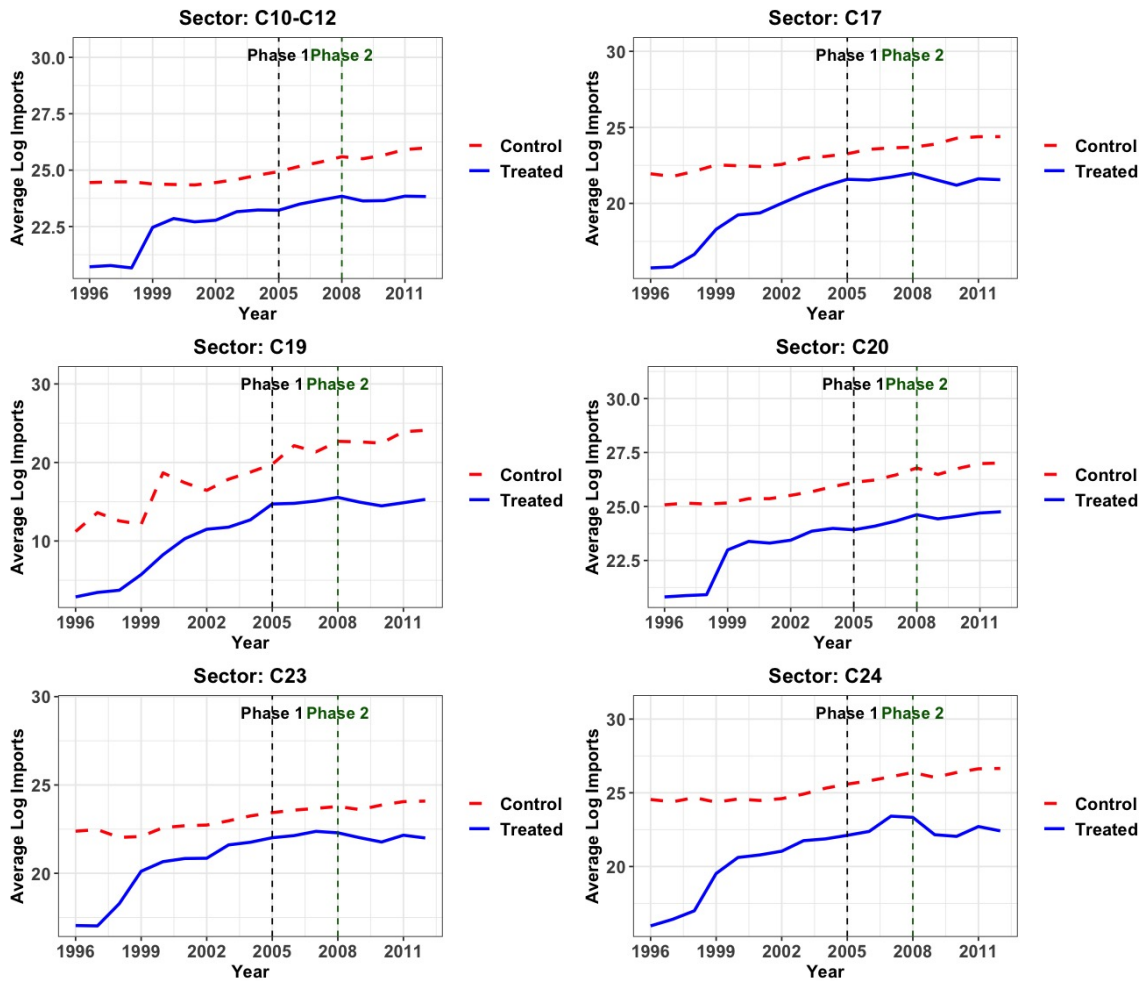 Sector: C10-C12
Average Log Imports
30.0
27.5
25.0
22.5
Phase 1 Phase 2
1996 1999 2002 2005 2008 2011
Year
Control
Treated
Sector: C17
Average Log Imports
30
25
20
Phase 1 Phase 2
1996 1999 2002 2005 2008 2011
Year
Control
Treated
Sector: C19
Average Log Imports
30
20
10
Phase 1 Phase 2
1996 1999 2002 2005 2008 2011
Year
Control
Treated
Sector: C20
Average Log Imports
30.0
27.5
25.0
22.5
Phase 1 Phase 2
1996 1999 2002 2005 2008 2011
Year
Control
Treated
Sector: C23
Average Log Imports
30
25
20
Phase 1 Phase 2
1996 1999 2002 2005 2008 2011
Year
Control
Treated
Sector: C24
Average Log Imports
30
25
20
Phase 1 Phase 2
1996 1999 2002 2005 2008 2011
Year
Control
Treated